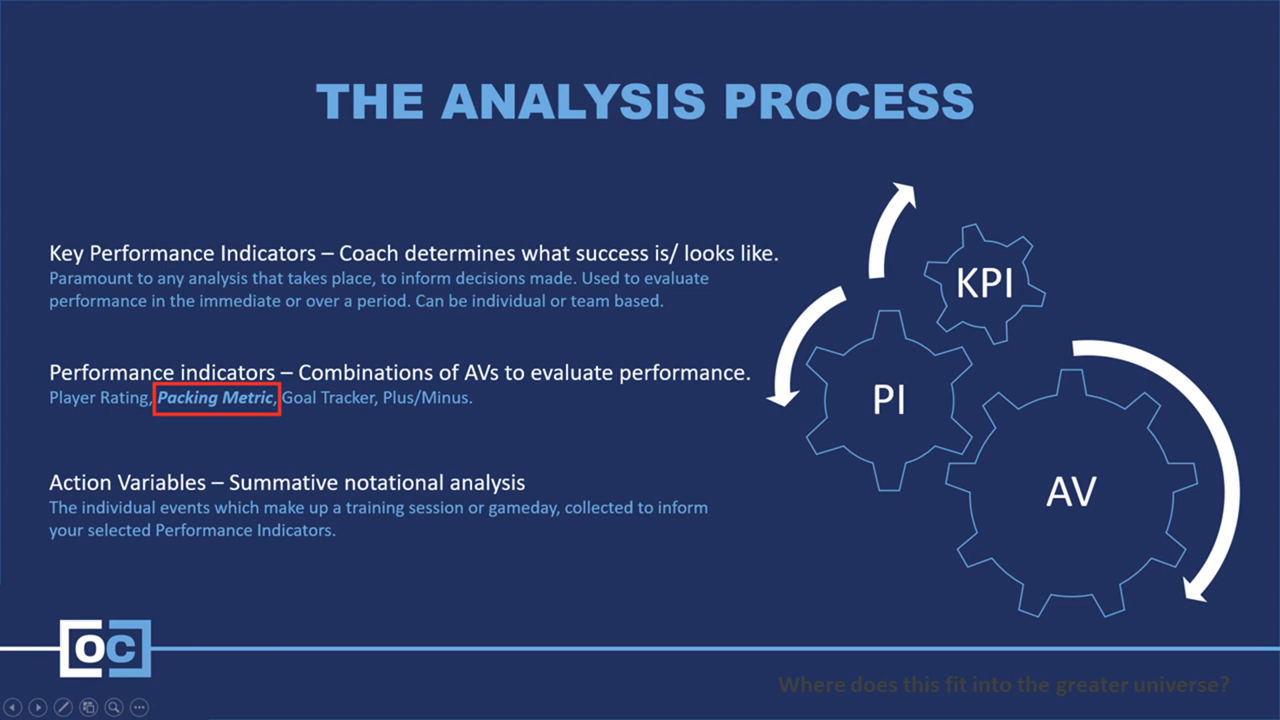 THE ANALYSIS PROCESS
Key Performance Indicators – Coach determines what success is/ looks like.
Paramount to any analysis that takes place, to inform decisions made. Used to evaluate
performance in the immediate or over a period. Can be individual or team based.
Performance indicators – Combinations of AVs to evaluate performance.
Player Rating, Packing Metric, Goal Tracker, Plus/Minus.
Action Variables – Summative notational analysis
The individual events which make up a training session or gameday, collected to inform
your selected Performance Indicators.
KPI
PI
AV
OC
Where does this fit into the greater universe?